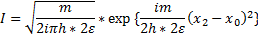 I = √(m / (2iπh * 2ε)) * exp {im / (2h * 2ε) (x₂ − x₀)²}